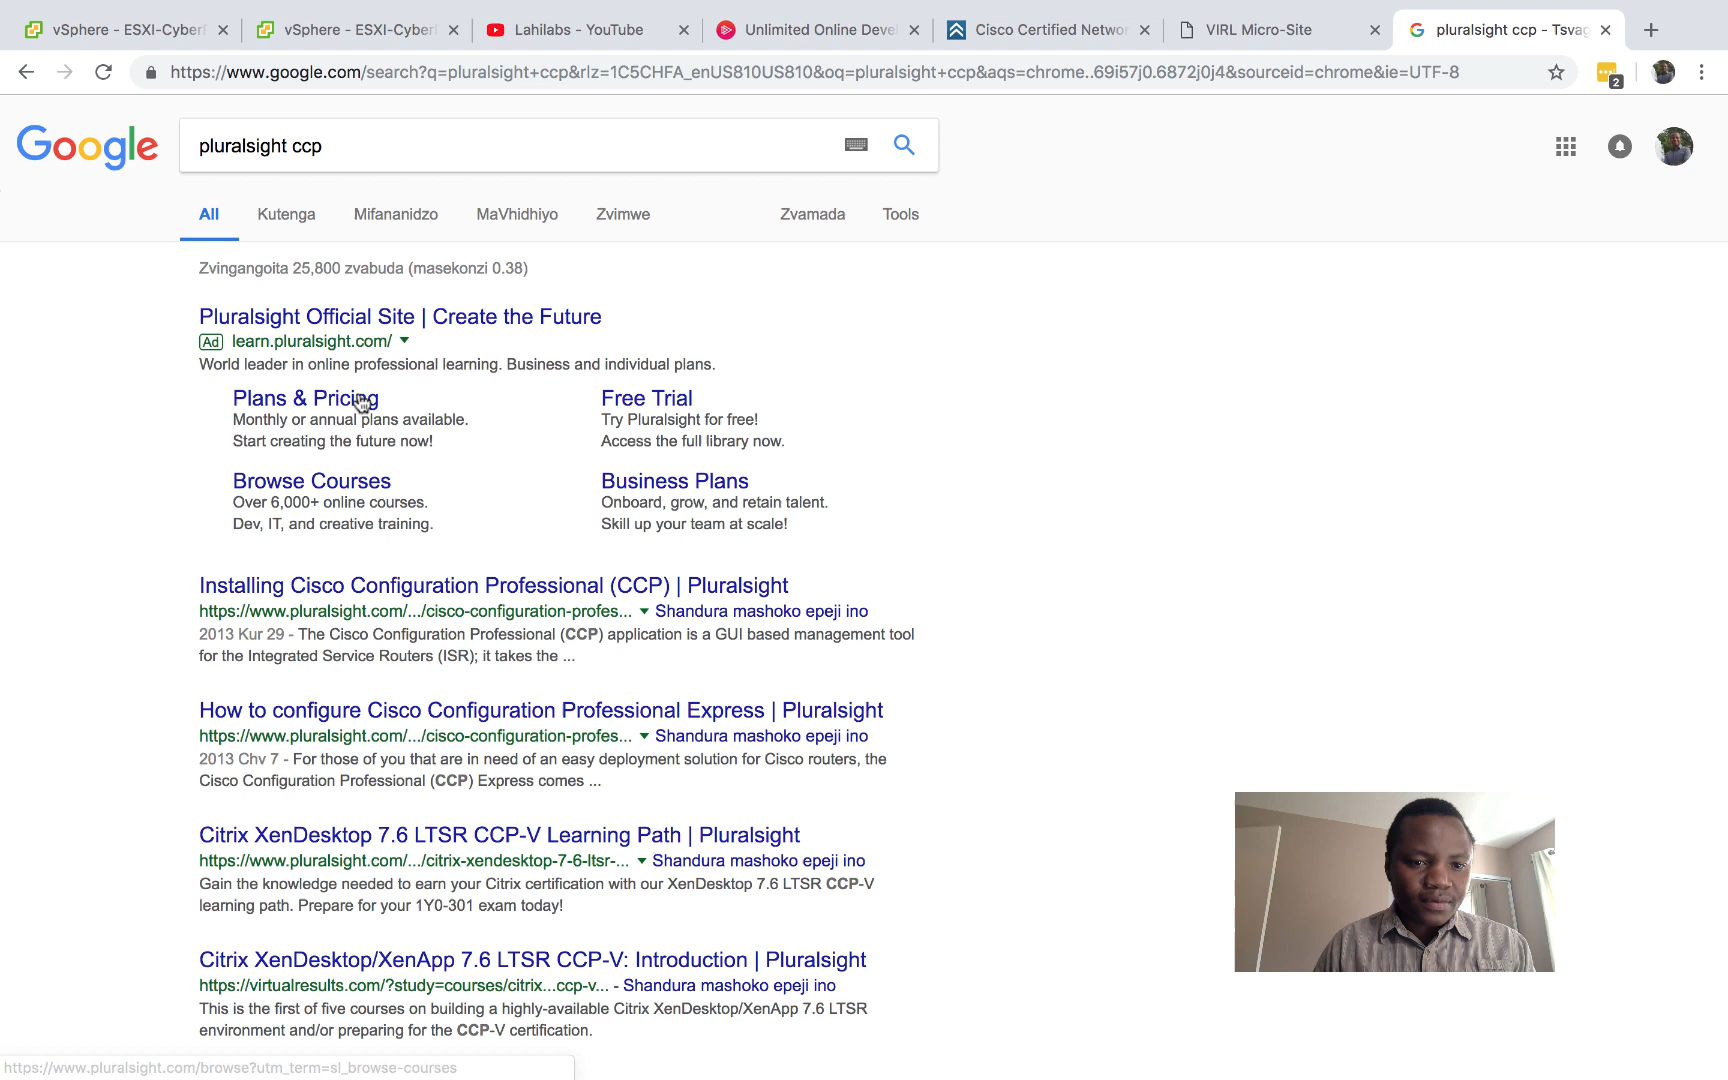 vSphere - ESXI-Cyberf
vSphere - ESXI-Cyberl
Lahilabs - YouTube
Unlimited Online Devel
Cisco Certified Networ
VIRL Micro-Site
pluralsight ccp - Tsvag
https://www.google.com/search?q=pluralsight+ccp&rlz=1C5CHFA_enUS810US810&oq=pluralsight+ccp&aqs=chrome..69i57j0.6872j0j4&sourceid=chrome&ie=UTF-8
2
Google
pluralsight ccp
All Kutenga Mifananidzo MaVhidhiyo Zvimwe Zvamada Tools
Zvingangoita 25,800 zvabuda (masekonzi 0.38)
Pluralsight Official Site | Create the Future
Ad learn.pluralsight.com/
World leader in online professional learning. Business and individual plans.
Plans & Pricing
Monthly or annual plans available.
Start creating the future now!
Free Trial
Try Pluralsight for free!
Access the full library now.
Browse Courses
Over 6,000+ online courses.
Dev, IT, and creative training.
Business Plans
Onboard, grow, and retain talent.
Skill up your team at scale!
Installing Cisco Configuration Professional (CCP) | Pluralsight
https://www.pluralsight.com/.../cisco-configuration-profes... Shandura mashoko epeji ino
2013 Kur 29 - The Cisco Configuration Professional (CCP) application is a GUI based management tool
for the Integrated Service Routers (ISR); it takes the ...
How to configure Cisco Configuration Professional Express | Pluralsight
https://www.pluralsight.com/.../cisco-configuration-profes... Shandura mashoko epeji ino
2013 Chv 7 - For those of you that are in need of an easy deployment solution for Cisco routers, the
Cisco Configuration Professional (CCP) Express comes ...
Citrix XenDesktop 7.6 LTSR CCP-V Learning Path | Pluralsight
https://www.pluralsight.com/.../citrix-xendesktop-7-6-ltsr-... Shandura mashoko epeji ino
Gain the knowledge needed to earn your Citrix certification with our XenDesktop 7.6 LTSR CCP-V
learning path. Prepare for your 1Y0-301 exam today!
Citrix XenDesktop/XenApp 7.6 LTSR CCP-V: Introduction | Pluralsight
https://virtualresults.com/?study=courses/citrix...ccp-v... - Shandura mashoko epeji ino
This is the first of five courses on building a highly-available Citrix XenDesktop/XenApp 7.6 LTSR
environment and/or preparing for the CCP-V certification.
https://www.pluralsight.com/browse?utm_term=sl_browse-courses